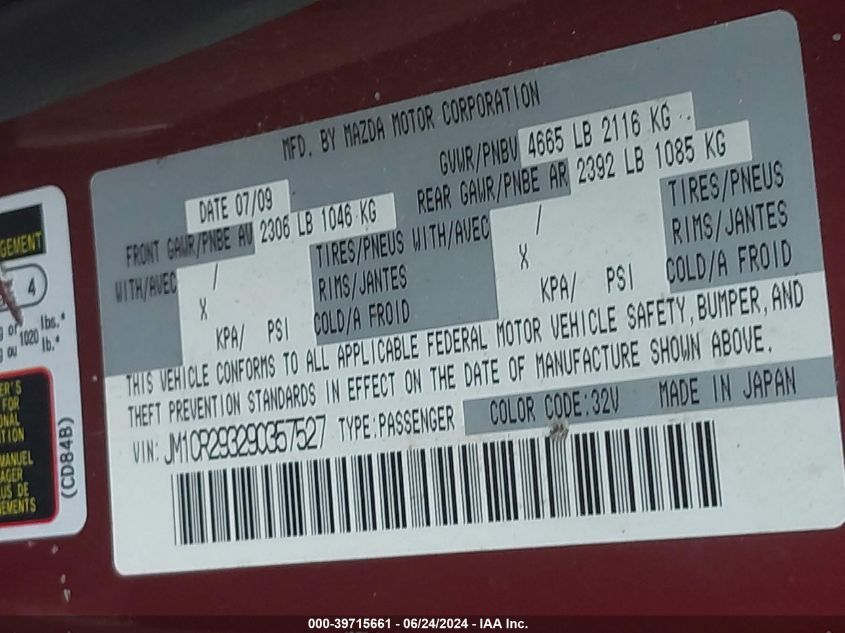 MFD. BY MAZDA MOTOR CORPORATION
DATE 07/09
GVWR/PNBV 4665 LB 2116 KG
FRONT GAWR/PNBE AV 2306 LB 1046 KG
REAR GAWR/PNBE AR 2392 LB 1085 KG
WITH/AVEC
/
TIRES/PNEUS
X
RIMS/JANTES
KPA/ PSI
COLD/A FROID
WITH/AVEC
/
TIRES/PNEUS
X
RIMS/JANTES
KPA/ PSI
COLD/A FROID
THIS VEHICLE CONFORMS TO ALL APPLICABLE FEDERAL MOTOR VEHICLE SAFETY, BUMPER, AND
THEFT PREVENTION STANDARDS IN EFFECT ON THE DATE OF MANUFACTURE SHOWN ABOVE.
VIN: JM1CR293290357527 TYPE:PASSENGER COLOR CODE:32V MADE IN JAPAN
4
1020 lbs.*
lb.*
(CD84B)
000-39715661 - 06/24/2024 - IAA Inc.